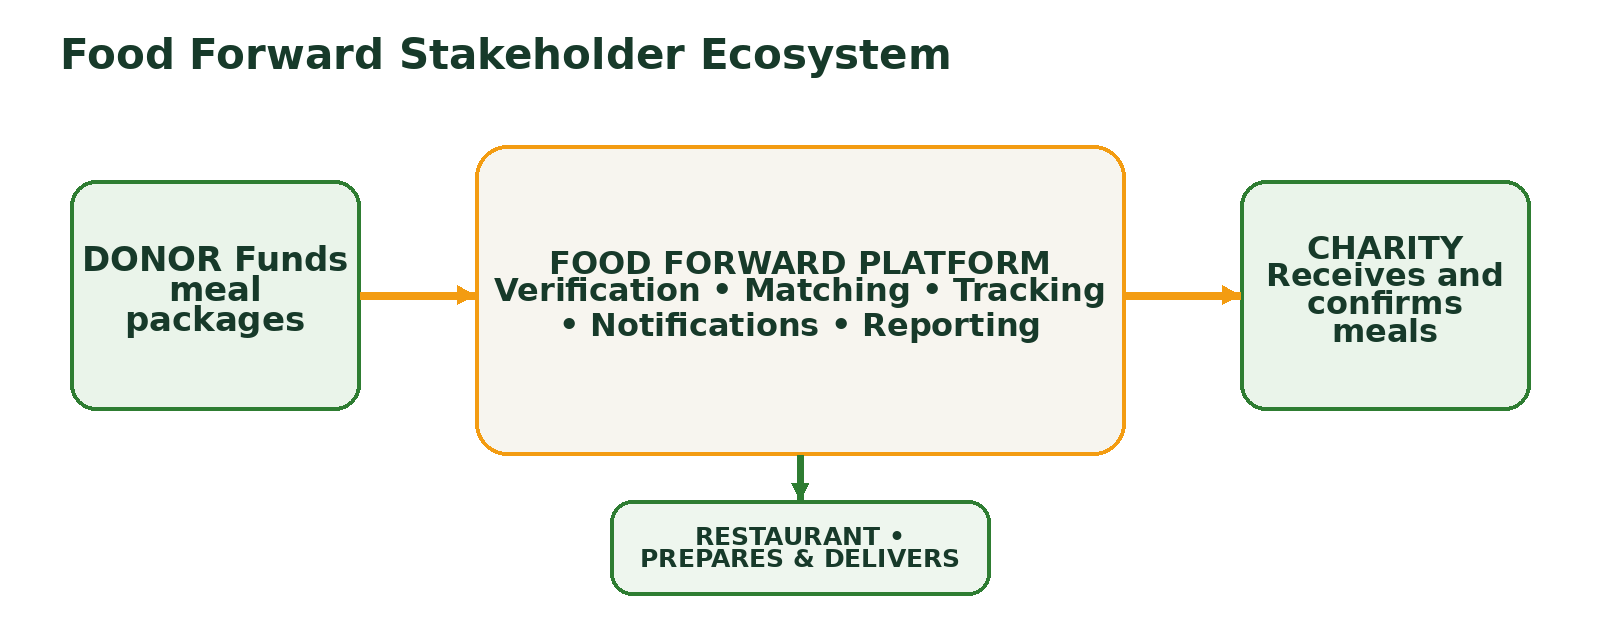 Food Forward Stakeholder Ecosystem
DONOR Funds
meal
packages
FOOD FORWARD PLATFORM
Verification • Matching • Tracking
• Notifications • Reporting
CHARITY
Receives and
confirms
meals
RESTAURANT •
PREPARES & DELIVERS